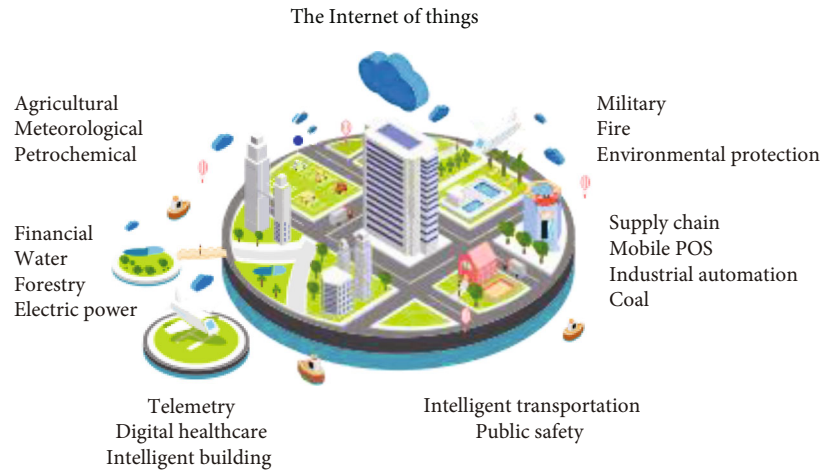 The Internet of things
Agricultural
Meteorological
Petrochemical
Military
Fire
Environmental protection
Financial
Water
Forestry
Electric power
Supply chain
Mobile POS
Industrial automation
Coal
Telemetry
Digital healthcare
Intelligent building
Intelligent transportation
Public safety